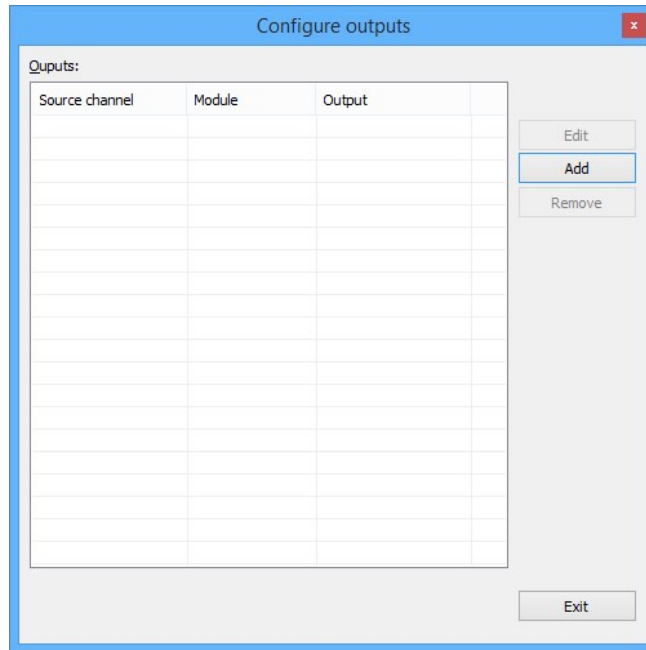 Configure outputs
x
Ouputs:
Source channel Module Output
Edit
Add
Remove
Exit